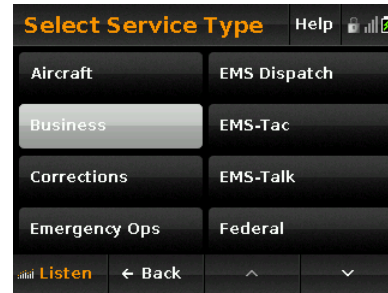 Select Service Type Help
Aircraft EMS Dispatch
Business EMS-Tac
Corrections EMS-Talk
Emergency Ops Federal
Listen ← Back